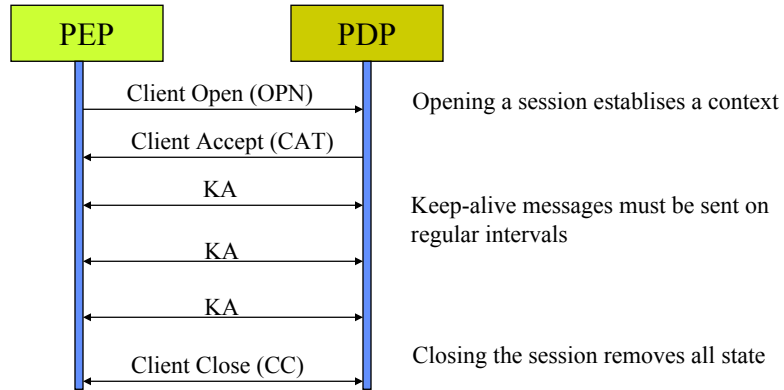 PEP
PDP
Client Open (OPN)
Opening a session establises a context
Client Accept (CAT)
KA
Keep-alive messages must be sent on
regular intervals
KA
KA
Client Close (CC)
Closing the session removes all state